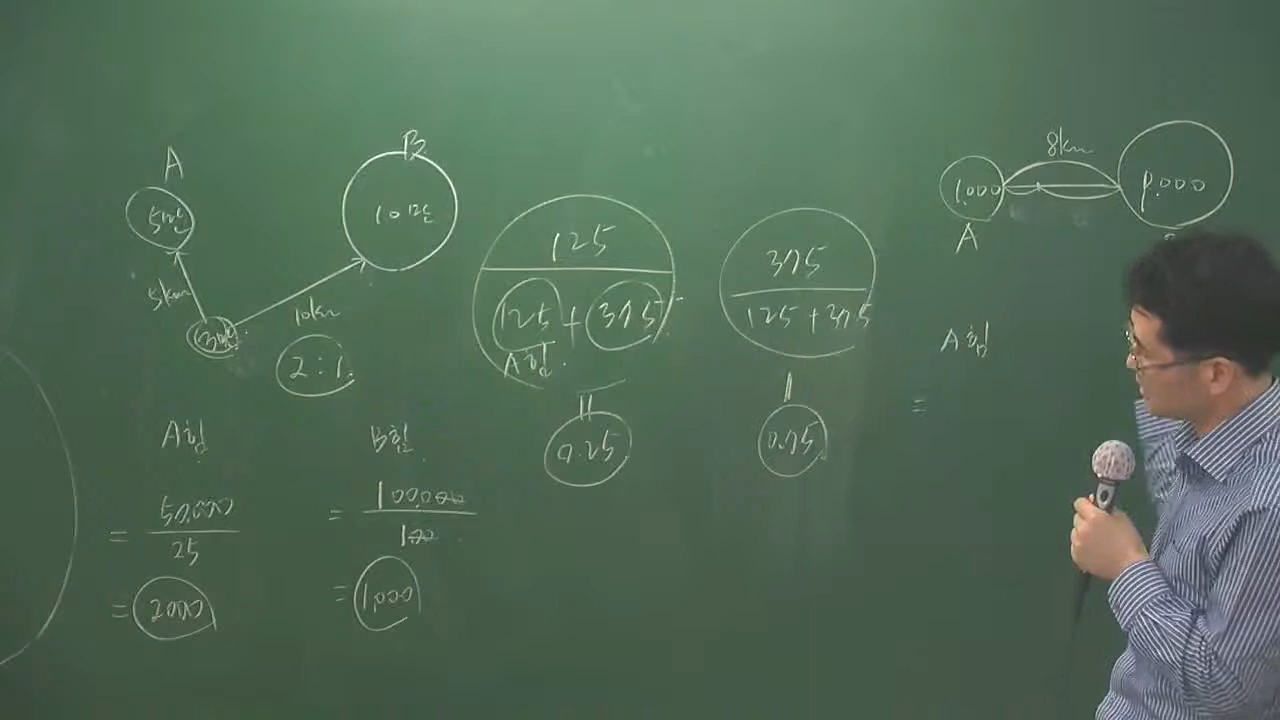 A
5만
5km
3만
B
10만
10km
2:1
A힘
= 50,000
25
= 2000
B힘
= 100,000
100
= 1,000
125
125 + 375
A힘
=
0.25
375
125 + 375
=
0.75
8km
1,000
A
A힘
=